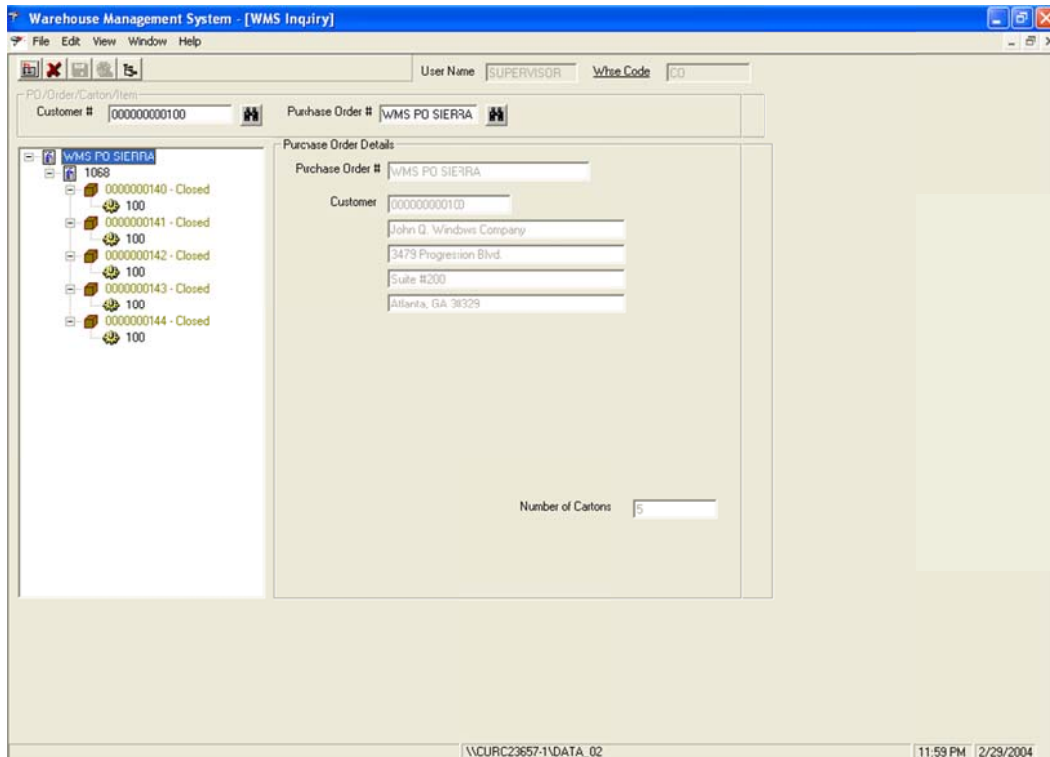 Warehouse Management System - [WMS Inquiry]
File Edit View Window Help
User Name SUPERVISOR Whse Code CO
PO/Order/Carton/Item
Customer # 000000000100 Purchase Order # WMS PO SIERRA
WMS PO SIERRA
1068
0000000140 - Closed
100
0000000141 - Closed
100
0000000142 - Closed
100
0000000143 - Closed
100
0000000144 - Closed
100
Purchase Order Details
Purchase Order # WMS PO SIERRA
Customer 000000000100
John Q. Windows Company
3479 Progression Blvd.
Suite #200
Atlanta, GA
Number of Cartons 5
\\CURC23657-1\DATA_02 11:59 PM 2/29/2004